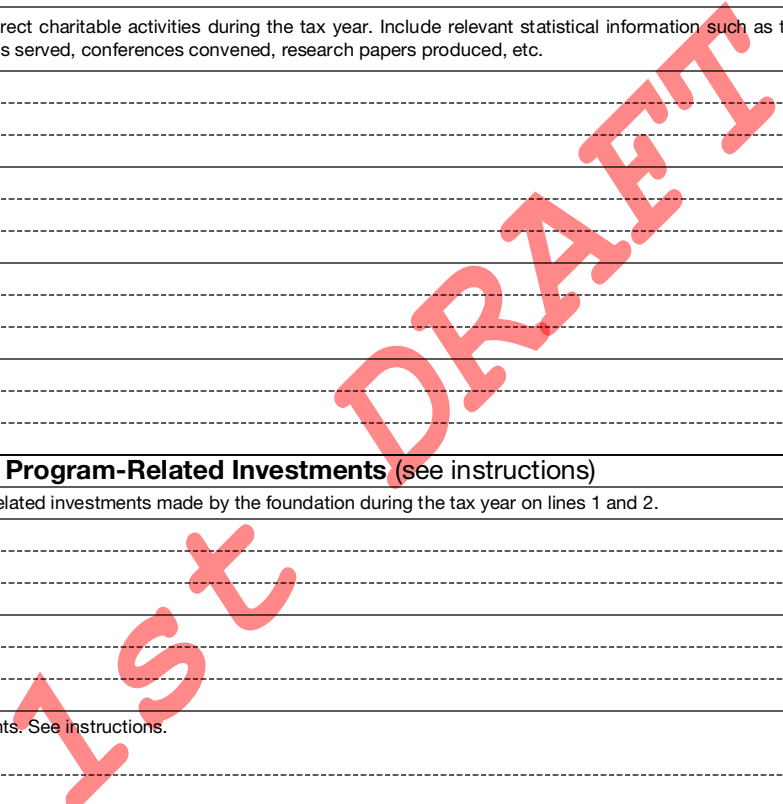 rect charitable activities during the tax year. Include relevant statistical information such as t
s served, conferences convened, research papers produced, etc.
Program-Related Investments (see instructions)
elated investments made by the foundation during the tax year on lines 1 and 2.
nts. See instructions.
1st DRAFT